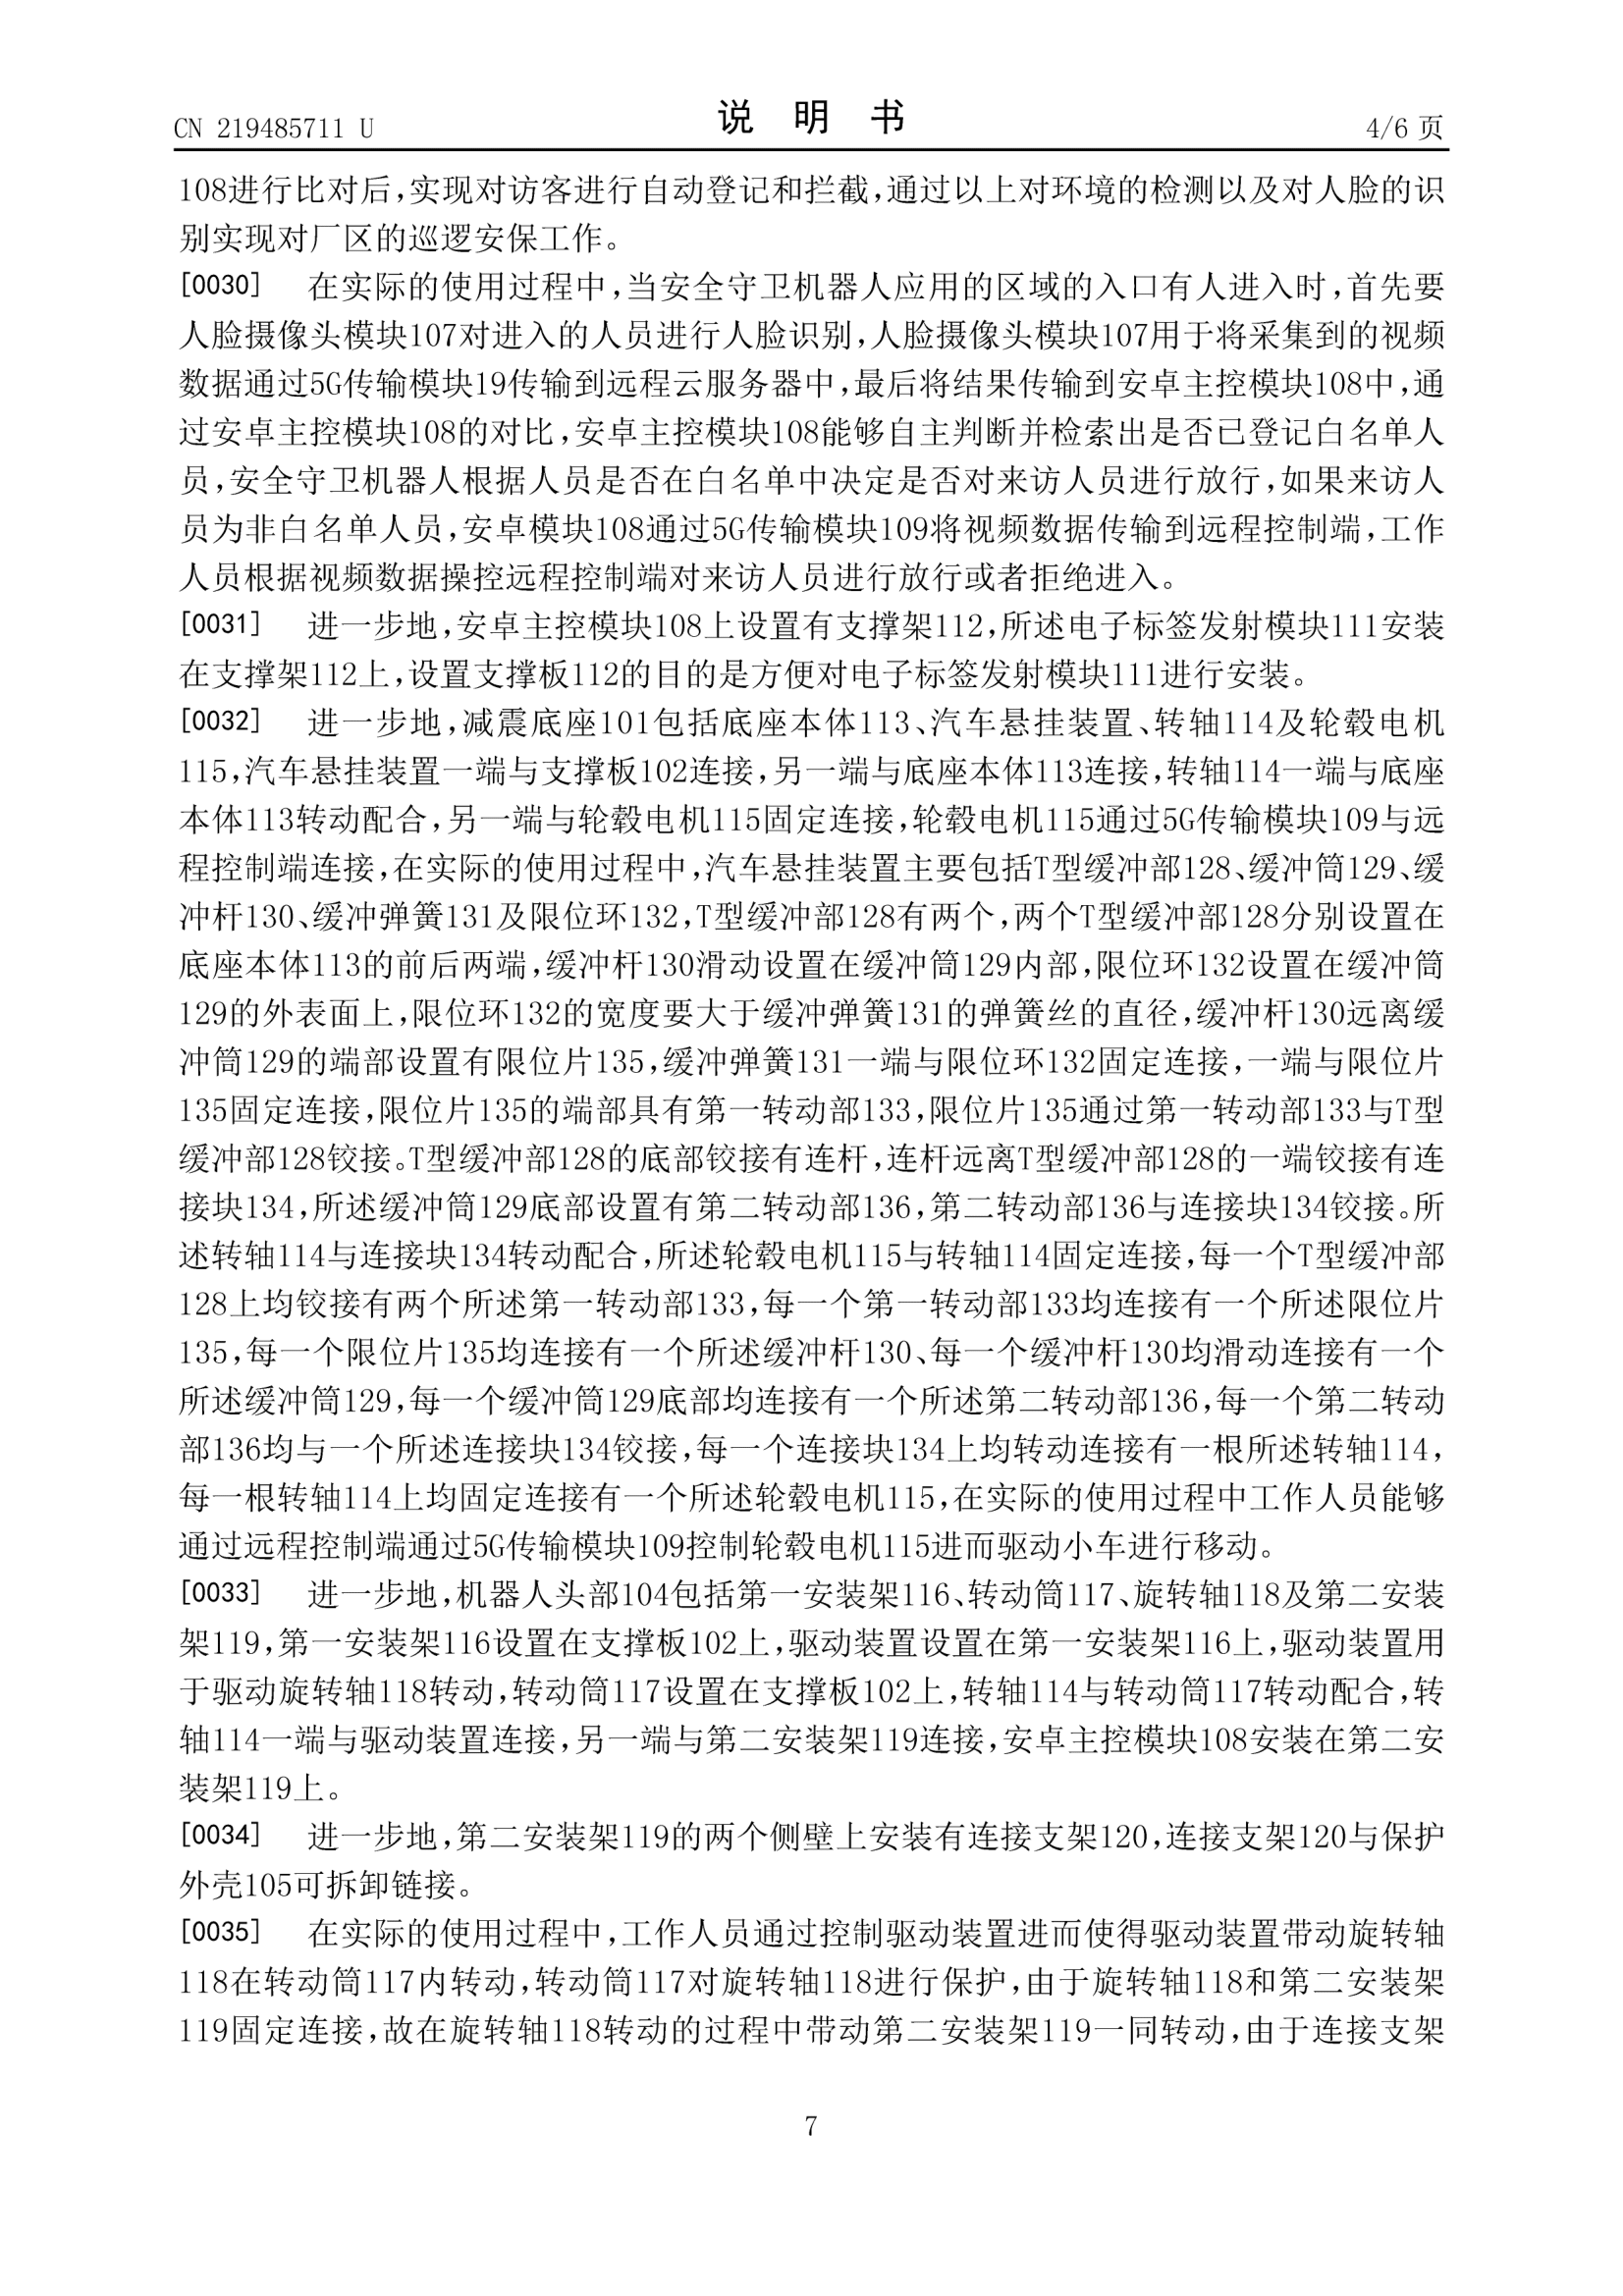 CN 219485711 U
说 明 书
4/6 页
108进行比对后,实现对访客进行自动登记和拦截,通过以上对环境的检测以及对人脸的识
别实现对厂区的巡逻安保工作。
[0030] 在实际的使用过程中,当安全守卫机器人应用的区域的入口有人进入时,首先要
人脸摄像头模块107对进入的人员进行人脸识别,人脸摄像头模块107用于将采集到的视频
数据通过5G传输模块19传输到远程云服务器中,最后将结果传输到安卓主控模块108中,通
过安卓主控模块108的对比,安卓主控模块108能够自主判断并检索出是否已登记白名单人
员,安全守卫机器人根据人员是否在白名单中决定是否对来访人员进行放行,如果来访人
员为非白名单人员,安卓模块108通过5G传输模块109将视频数据传输到远程控制端,工作
人员根据视频数据操控远程控制端对来访人员进行放行或者拒绝进入。
[0031] 进一步地,安卓主控模块108上设置有支撑架112,所述电子标签发射模块111安装
在支撑架112上,设置支撑板112的目的是方便对电子标签发射模块111进行安装。
[0032] 进一步地,减震底座101包括底座本体113、汽车悬挂装置、转轴114及轮毂电机
115,汽车悬挂装置一端与支撑板102连接,另一端与底座本体113连接,转轴114一端与底座
本体113转动配合,另一端与轮毂电机115固定连接,轮毂电机115通过5G传输模块109与远
程控制端连接,在实际的使用过程中,汽车悬挂装置主要包括T型缓冲部128、缓冲筒129、缓
冲杆130、缓冲弹簧131及限位环132,T型缓冲部128有两个,两个T型缓冲部128分别设置在
底座本体113的前后两端,缓冲杆130滑动设置在缓冲筒129内部,限位环132设置在缓冲筒
129的外表面上,限位环132的宽度要大于缓冲弹簧131的弹簧丝的直径,缓冲杆130远离缓
冲筒129的端部设置有限位片135,缓冲弹簧131一端与限位环132固定连接,一端与限位片
135固定连接,限位片135的端部具有第一转动部133,限位片135通过第一转动部133与T型
缓冲部128铰接。T型缓冲部128的底部铰接有连杆,连杆远离T型缓冲部128的一端铰接有连
接块134,所述缓冲筒129底部设置有第二转动部136,第二转动部136与连接块134铰接。所
述转轴114与连接块134转动配合,所述轮毂电机115与转轴114固定连接,每一个T型缓冲部
128上均铰接有两个所述第一转动部133,每一个第一转动部133均连接有一个所述限位片
135,每一个限位片135均连接有一个所述缓冲杆130、每一个缓冲杆130均滑动连接有一个
所述缓冲筒129,每一个缓冲筒129底部均连接有一个所述第二转动部136,每一个第二转动
部136均与一个所述连接块134铰接,每一个连接块134上均转动连接有一根所述转轴114,
每一根转轴114上均固定连接有一个所述轮毂电机115,在实际的使用过程中工作人员能够
通过远程控制端通过5G传输模块109控制轮毂电机115进而驱动小车进行移动。
[0033] 进一步地,机器人头部104包括第一安装架116、转动筒117、旋转轴118及第二安装
架119,第一安装架116设置在支撑板102上,驱动装置设置在第一安装架116上,驱动装置用
于驱动旋转轴118转动,转动筒117设置在支撑板102上,转轴114与转动筒117转动配合,转
轴114一端与驱动装置连接,另一端与第二安装架119连接,安卓主控模块108安装在第二安
装架119上。
[0034] 进一步地,第二安装架119的两个侧壁上安装有连接支架120,连接支架120与保护
外壳105可拆卸链接。
[0035] 在实际的使用过程中,工作人员通过控制驱动装置进而使得驱动装置带动旋转轴
118在转动筒117内转动,转动筒117对旋转轴118进行保护,由于旋转轴118和第二安装架
119固定连接,故在旋转轴118转动的过程中带动第二安装架119一同转动,由于连接支架
7